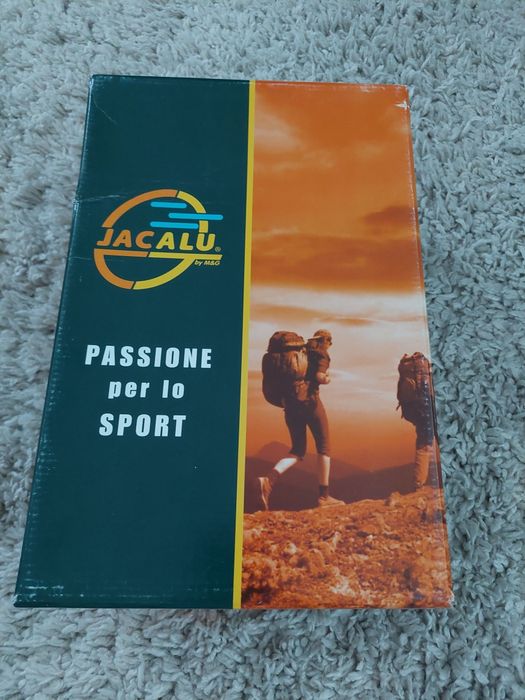 JACALU®
by M&G
PASSIONE
per lo
SPORT